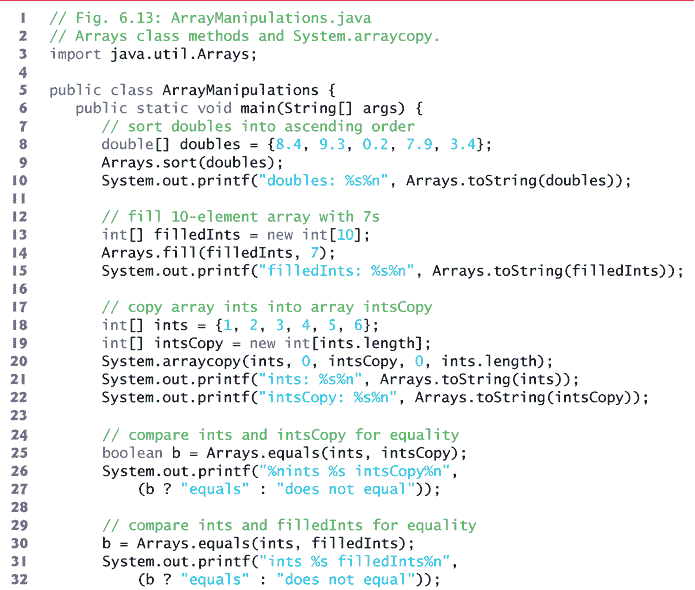 1 // Fig. 6.13: ArrayManipulations.java
2 // Arrays class methods and System.arraycopy.
3 import java.util.Arrays;
4
5 public class ArrayManipulations {
6    public static void main(String[] args) {
7       // sort doubles into ascending order
8       double[] doubles = {8.4, 9.3, 0.2, 7.9, 3.4};
9       Arrays.sort(doubles);
10       System.out.printf("doubles: %s%n", Arrays.toString(doubles));
11
12       // fill 10-element array with 7s
13       int[] filledInts = new int[10];
14       Arrays.fill(filledInts, 7);
15       System.out.printf("filledInts: %s%n", Arrays.toString(filledInts));
16
17       // copy array ints into array intsCopy
18       int[] ints = {1, 2, 3, 4, 5, 6};
19       int[] intsCopy = new int[ints.length];
20       System.arraycopy(ints, 0, intsCopy, 0, ints.length);
21       System.out.printf("ints: %s%n", Arrays.toString(ints));
22       System.out.printf("intsCopy: %s%n", Arrays.toString(intsCopy));
23
24       // compare ints and intsCopy for equality
25       boolean b = Arrays.equals(ints, intsCopy);
26       System.out.printf("%nints %s intsCopy%n",
27          (b ? "equals" : "does not equal"));
28
29       // compare ints and filledInts for equality
30       b = Arrays.equals(ints, filledInts);
31       System.out.printf("ints %s filledInts%n",
32          (b ? "equals" : "does not equal"));